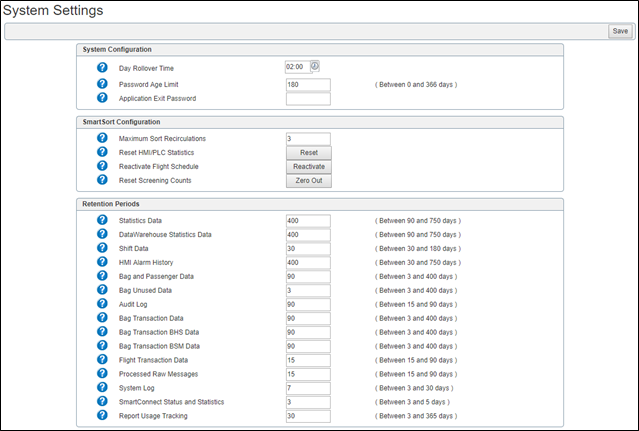 System Settings
Save
System Configuration
? Day Rollover Time 02:00
? Password Age Limit 180 ( Between 0 and 366 days )
? Application Exit Password
SmartSort Configuration
? Maximum Sort Recirculations 3
? Reset HMI/PLC Statistics Reset
? Reactivate Flight Schedule Reactivate
? Reset Screening Counts Zero Out
Retention Periods
? Statistics Data 400 ( Between 90 and 750 days )
? DataWarehouse Statistics Data 400 ( Between 90 and 750 days )
? Shift Data 30 ( Between 30 and 180 days )
? HMI Alarm History 400 ( Between 30 and 750 days )
? Bag and Passenger Data 90 ( Between 3 and 400 days )
? Bag Unused Data 3 ( Between 3 and 400 days )
? Audit Log 90 ( Between 15 and 90 days )
? Bag Transaction Data 90 ( Between 3 and 400 days )
? Bag Transaction BHS Data 90 ( Between 3 and 400 days )
? Bag Transaction BSM Data 90 ( Between 3 and 400 days )
? Flight Transaction Data 15 ( Between 15 and 90 days )
? Processed Raw Messages 15 ( Between 15 and 90 days )
? System Log 7 ( Between 3 and 30 days )
? SmartConnect Status and Statistics 3 ( Between 3 and 5 days )
? Report Usage Tracking 30 ( Between 3 and 365 days )